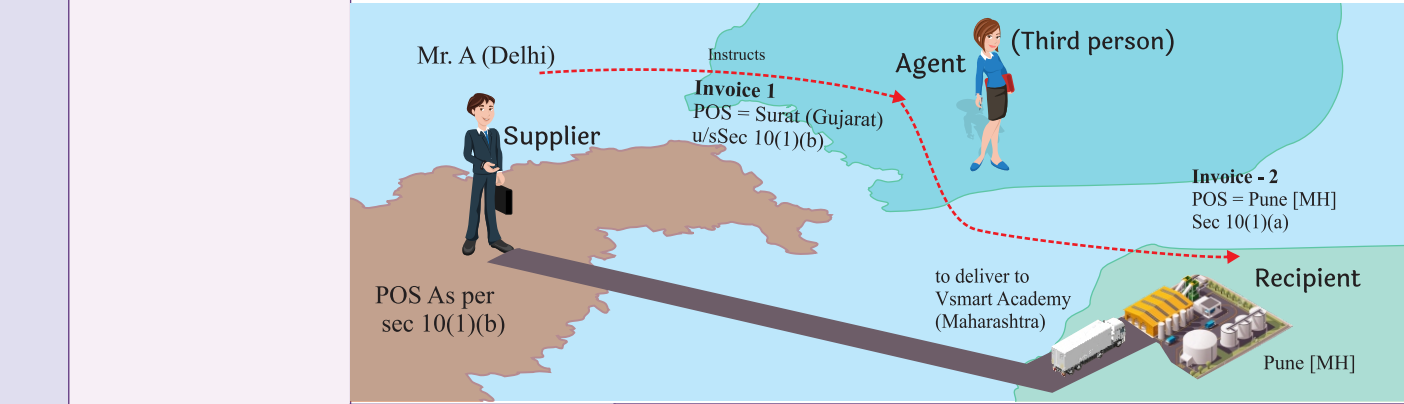 Mr. A (Delhi)
Instructs
Agent
(Third person)
Invoice 1
POS = Surat (Gujarat)
u/sSec 10(1)(b)
Supplier
Invoice - 2
POS = Pune [MH]
Sec 10(1)(a)
POS As per
sec 10(1)(b)
to deliver to
Vsmart Academy
(Maharashtra)
Recipient
Pune [MH]